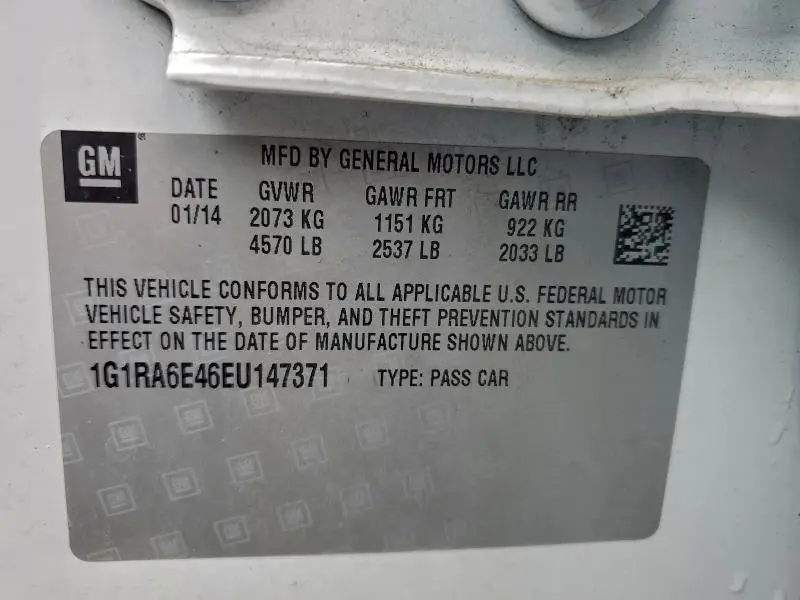 GM
MFD BY GENERAL MOTORS LLC
DATE GVWR GAWR FRT GAWR RR
01/14 2073 KG 1151 KG 922 KG
4570 LB 2537 LB 2033 LB
THIS VEHICLE CONFORMS TO ALL APPLICABLE U.S. FEDERAL MOTOR
VEHICLE SAFETY, BUMPER, AND THEFT PREVENTION STANDARDS IN
EFFECT ON THE DATE OF MANUFACTURE SHOWN ABOVE.
1G1RA6E46EU147371 TYPE: PASS CAR